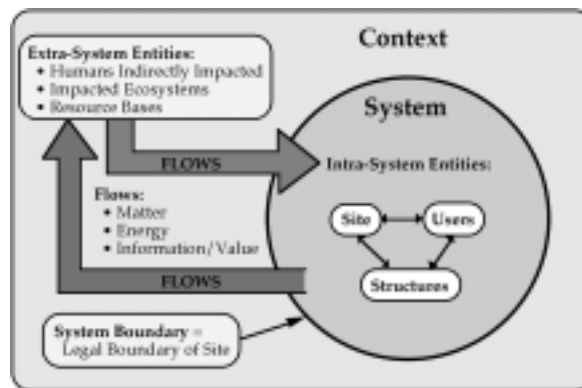 Context
Extra-System Entities:
• Humans Indirectly Impacted
• Impacted Ecosystems
• Resource Bases
System
FLOWS
Intra-System Entities:
Flows:
• Matter
• Energy
• Information/Value
Site
Users
Structures
FLOWS
System Boundary =
Legal Boundary of Site